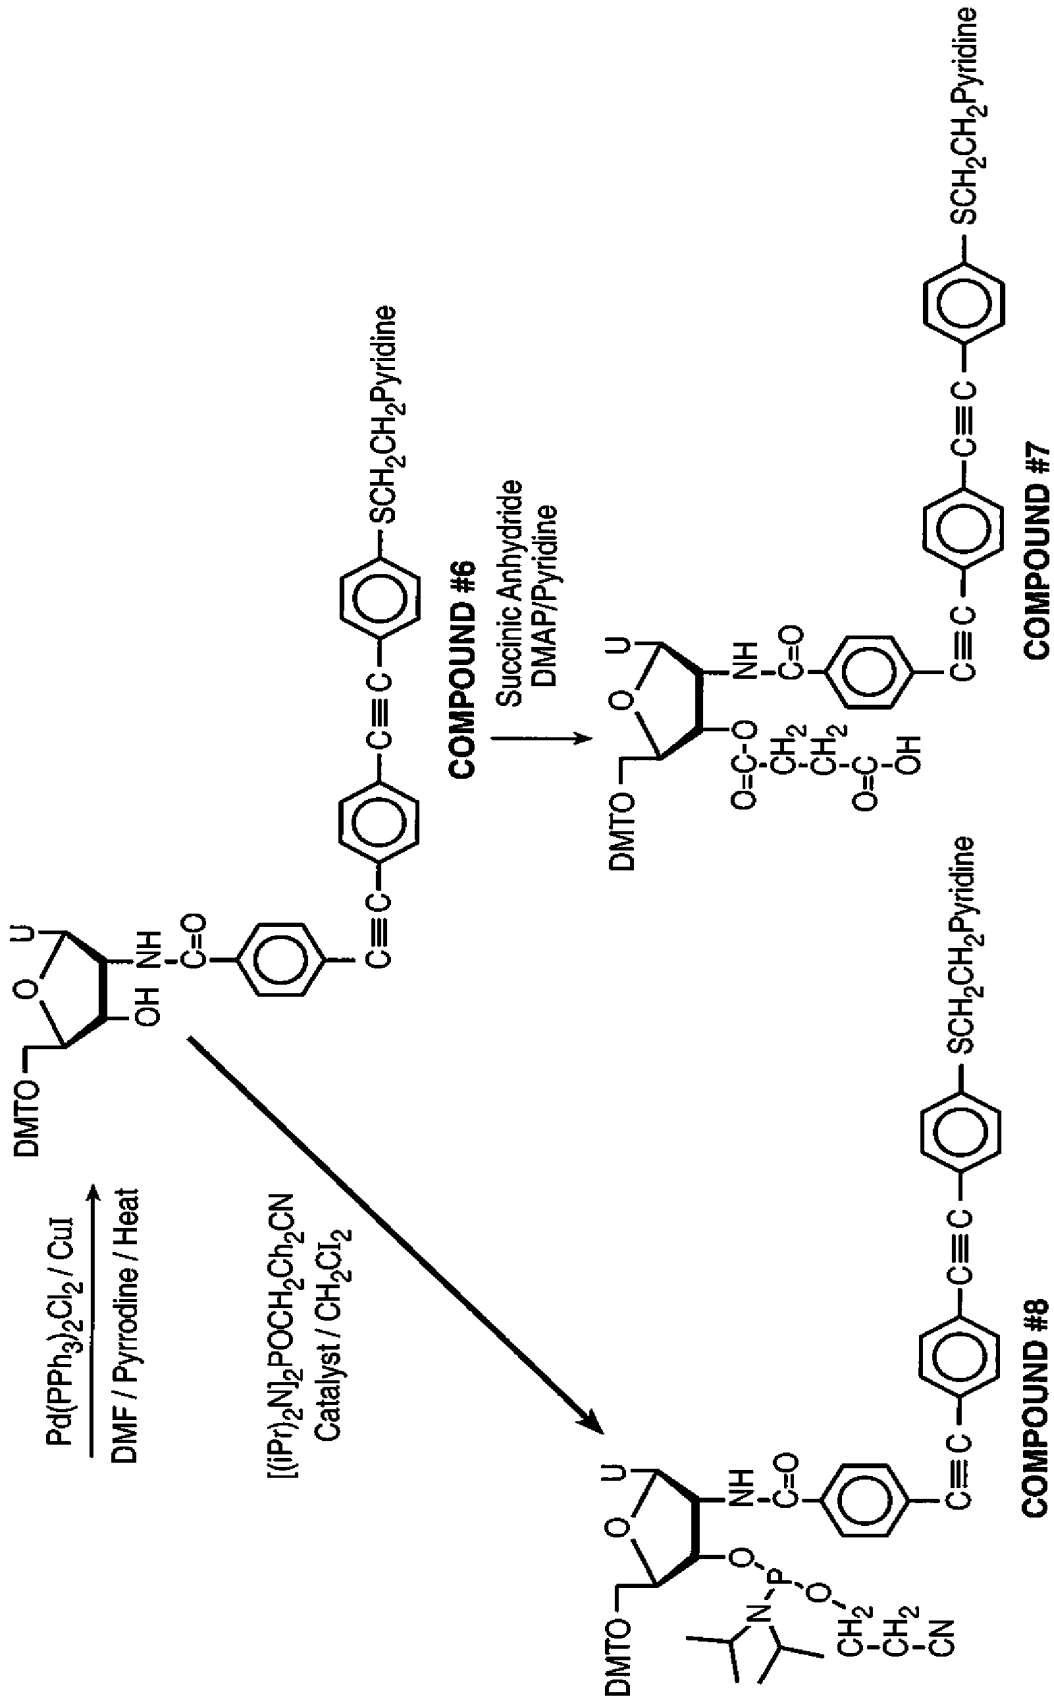 Pd(PPh3)2Cl2 / CuI
DMF / Pyrrodine / Heat
DMTO
O
U
OH
NH
C=O
C≡C
C≡C
SCH2CH2Pyridine
COMPOUND #6
[(iPr)2N]2POCH2Ch2CN
Catalyst / CH2Cl2
Succinic Anhydride
DMAP/Pyridine
DMTO
O
U
O
NH
P
N
O
C=O
CH2
CH2
CN
C≡C
C≡C
SCH2CH2Pyridine
COMPOUND #8
DMTO
O
U
O
NH
O=C
C=O
CH2
CH2
O=C
OH
C≡C
C≡C
SCH2CH2Pyridine
COMPOUND #7